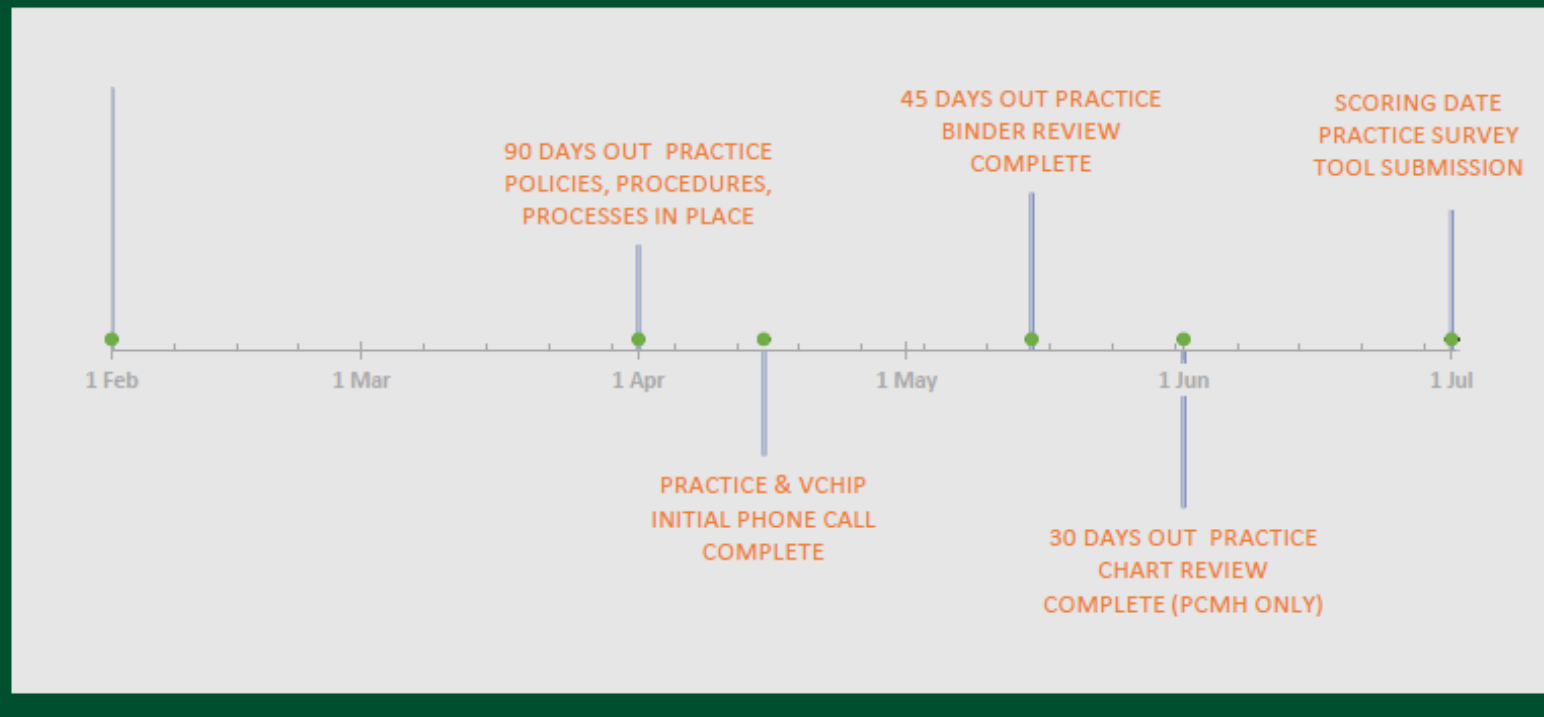 90 DAYS OUT PRACTICE
POLICIES, PROCEDURES,
PROCESSES IN PLACE
45 DAYS OUT PRACTICE
BINDER REVIEW
COMPLETE
SCORING DATE
PRACTICE SURVEY
TOOL SUBMISSION
1 Feb
1 Mar
1 Apr
1 May
1 Jun
1 Jul
PRACTICE & VCHIP
INITIAL PHONE CALL
COMPLETE
30 DAYS OUT PRACTICE
CHART REVIEW
COMPLETE (PCMH ONLY)